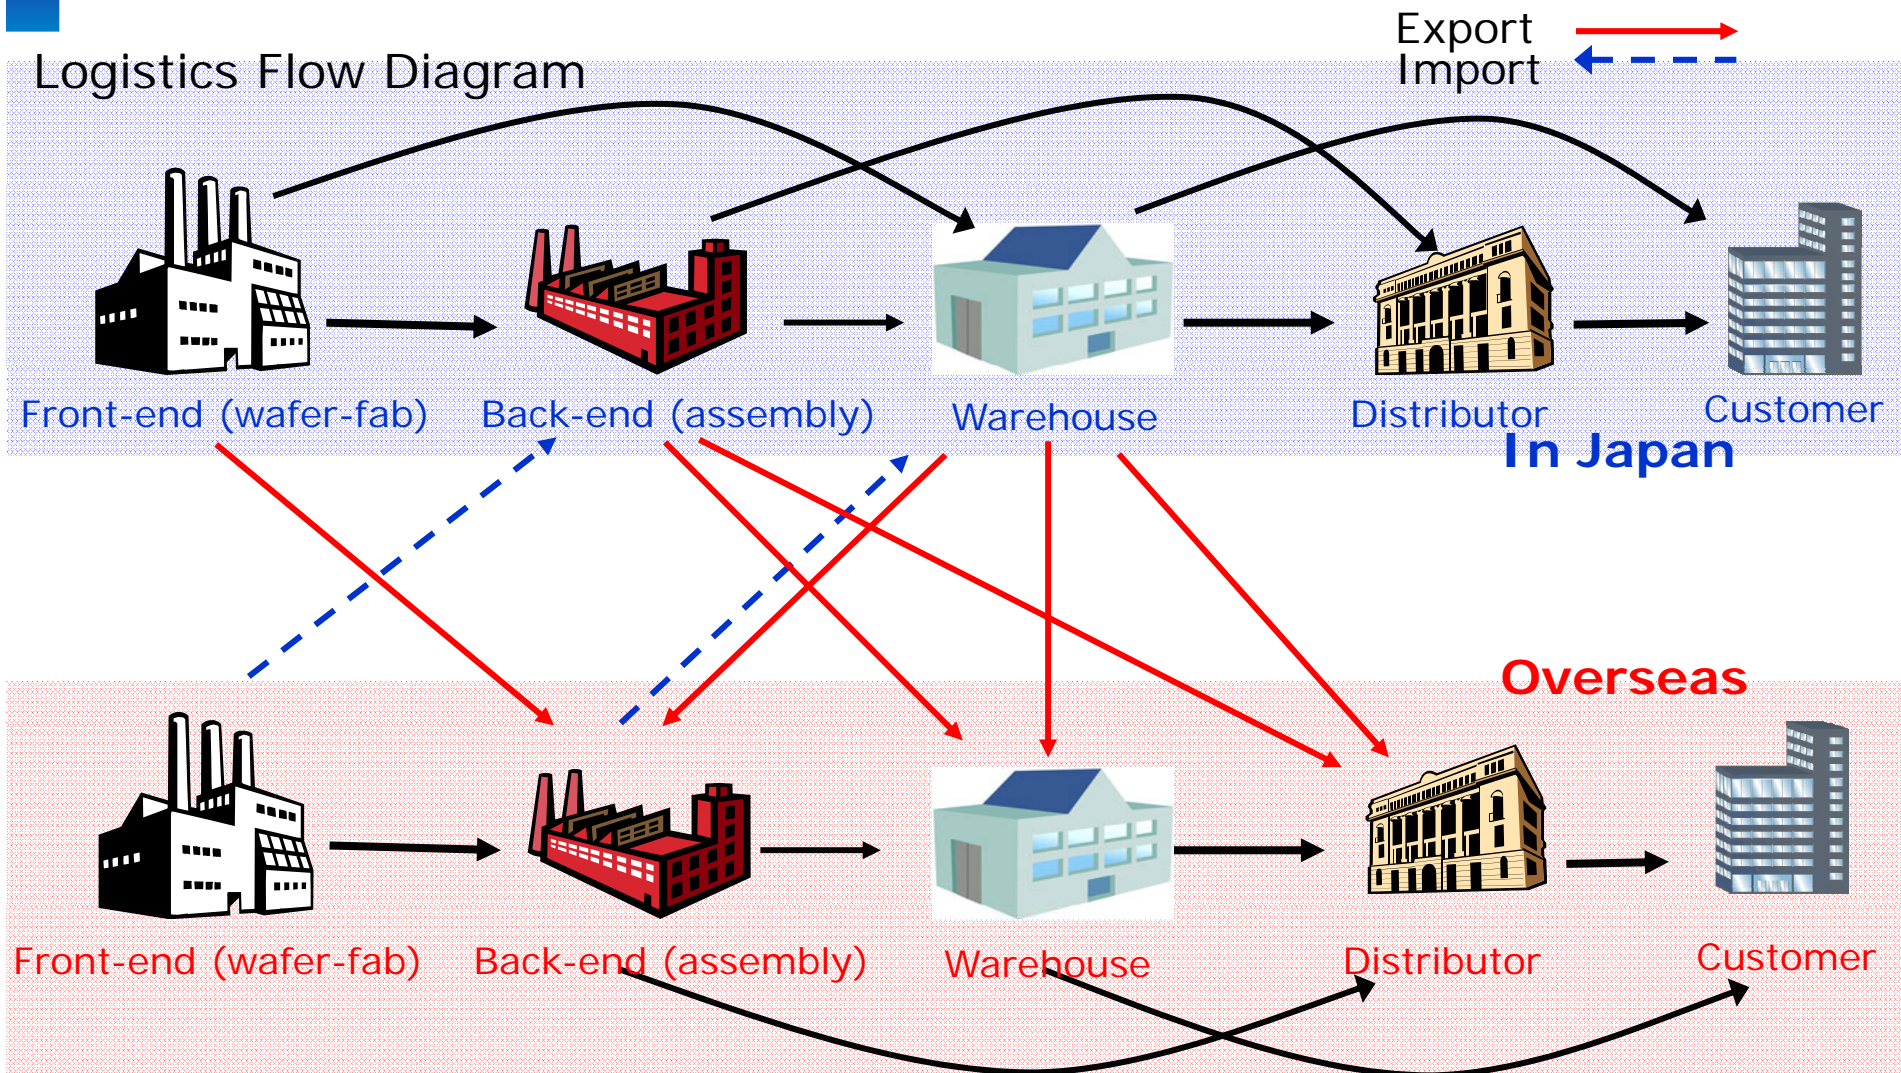 Export
Import
Logistics Flow Diagram
Front-end (wafer-fab)
Back-end (assembly)
Warehouse
Distributor
Customer
In Japan
Overseas
Front-end (wafer-fab)
Back-end (assembly)
Warehouse
Distributor
Customer